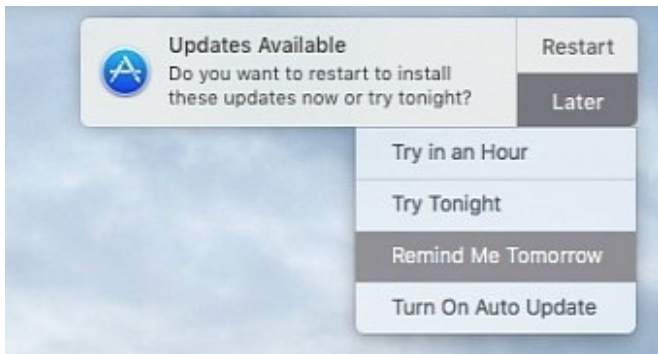 Updates Available
Do you want to restart to install
these updates now or try tonight?
Restart
Later
Try in an Hour
Try Tonight
Remind Me Tomorrow
Turn On Auto Update